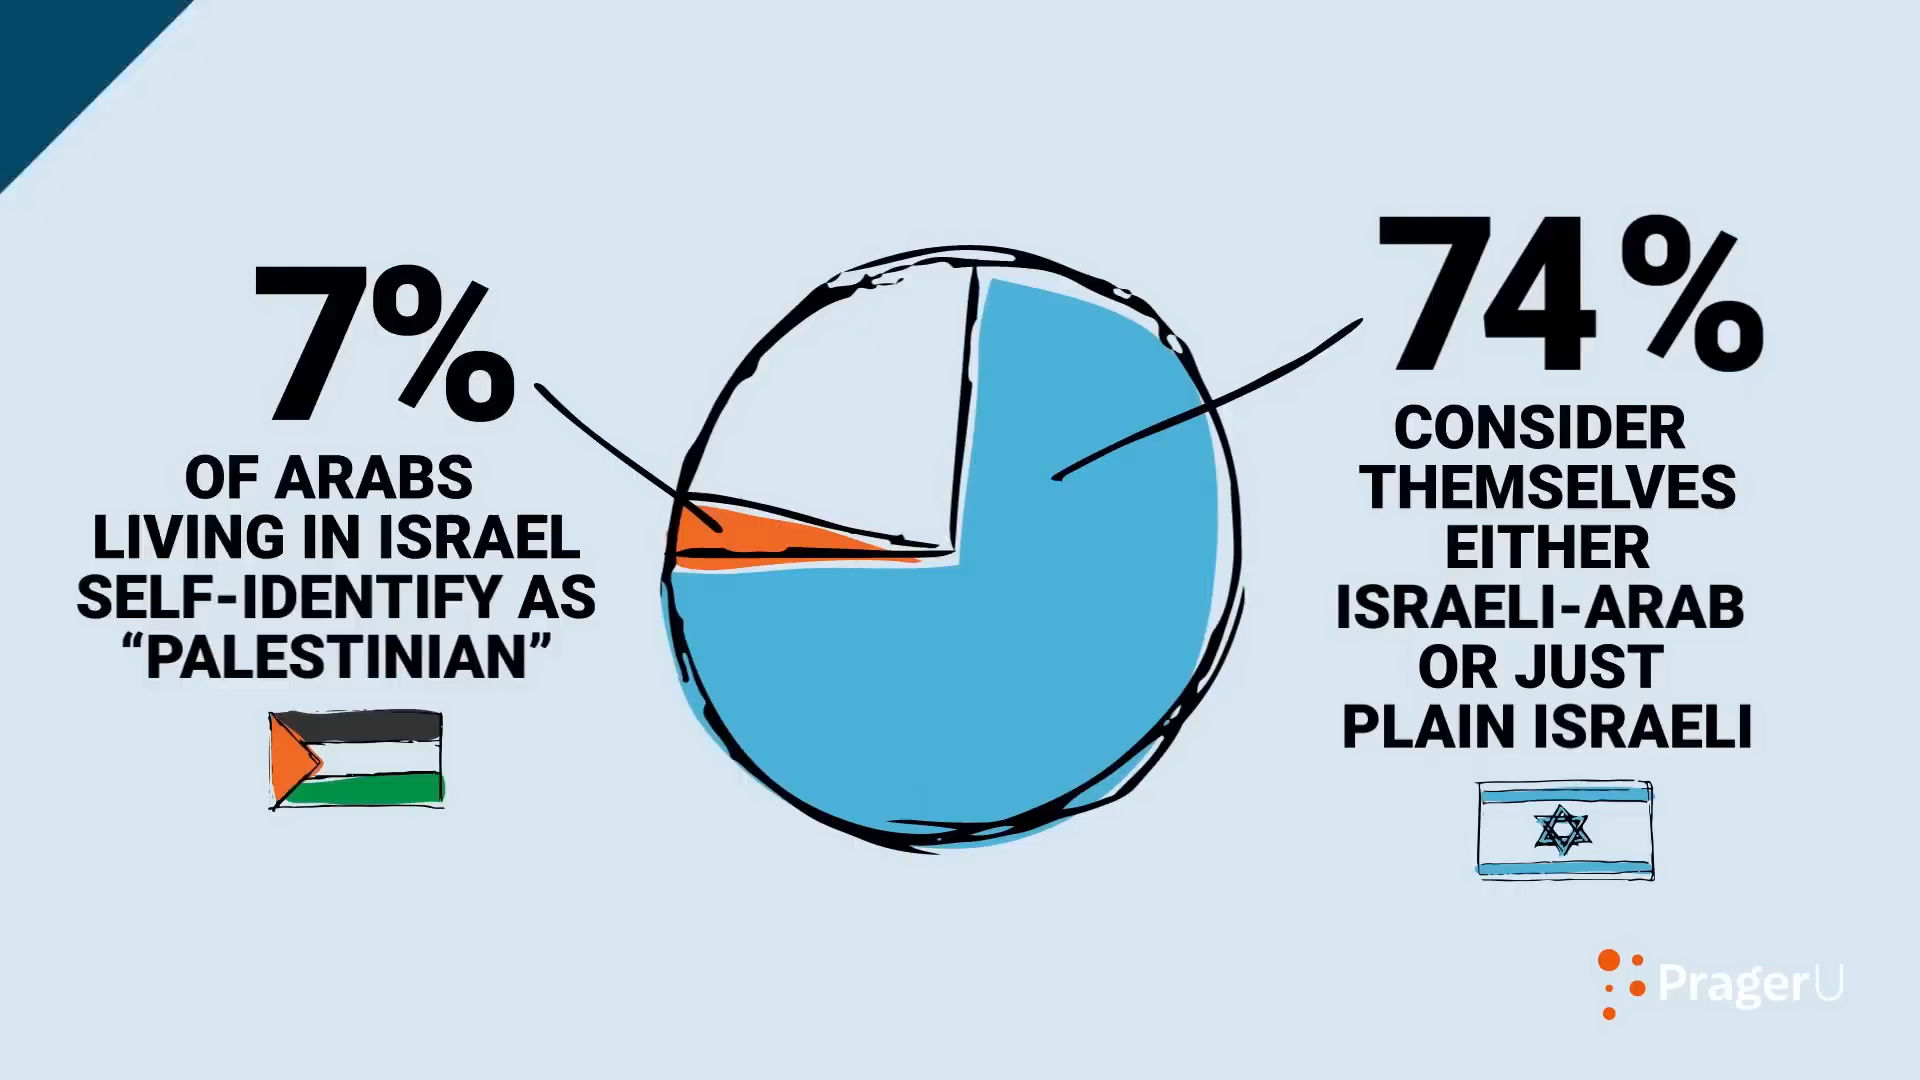 7%
OF ARABS
LIVING IN ISRAEL
SELF-IDENTIFY AS
“PALESTINIAN”
74%
CONSIDER
THEMSELVES
EITHER
ISRAELI-ARAB
OR JUST
PLAIN ISRAELI
PragerU